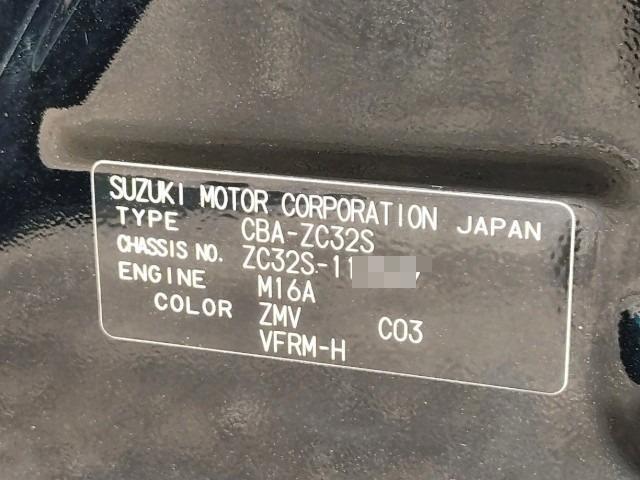 SUZUKI MOTOR CORPORATION JAPAN
TYPE CBA-ZC32S
CHASSIS NO. ZC32S-11
ENGINE M16A
COLOR ZMV C03
VFRM-H